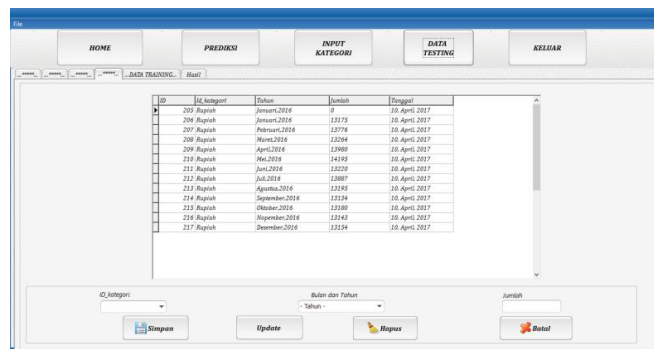 File
HOME PREDIKSI INPUT KATEGORI DATA TESTING KELUAR
...*****... ...*****... ...*****... ...*****... ...DATA TRAINING... Hasil
ID Id_kategori Tahun Jumlah Tanggal
205 Rupiah Januari,2016 0 10, April, 2017
206 Rupiah Januari,2016 13175 10, April, 2017
207 Rupiah Februari,2016 13776 10, April, 2017
208 Rupiah Maret,2016 13264 10, April, 2017
209 Rupiah April,2016 13900 10, April, 2017
210 Rupiah Mei,2016 14195 10, April, 2017
211 Rupiah Juni,2016 13220 10, April, 2017
212 Rupiah Juli,2016 13887 10, April, 2017
213 Rupiah Agustus,2016 13195 10, April, 2017
214 Rupiah September,2016 13134 10, April, 2017
215 Rupiah Oktober,2016 13180 10, April, 2017
216 Rupiah Nopember,2016 13143 10, April, 2017
217 Rupiah Desember,2016 13154 10, April, 2017
ID_kategori Bulan dan Tahun Jumlah
- Tahun -
Simpan Update Hapus Batal